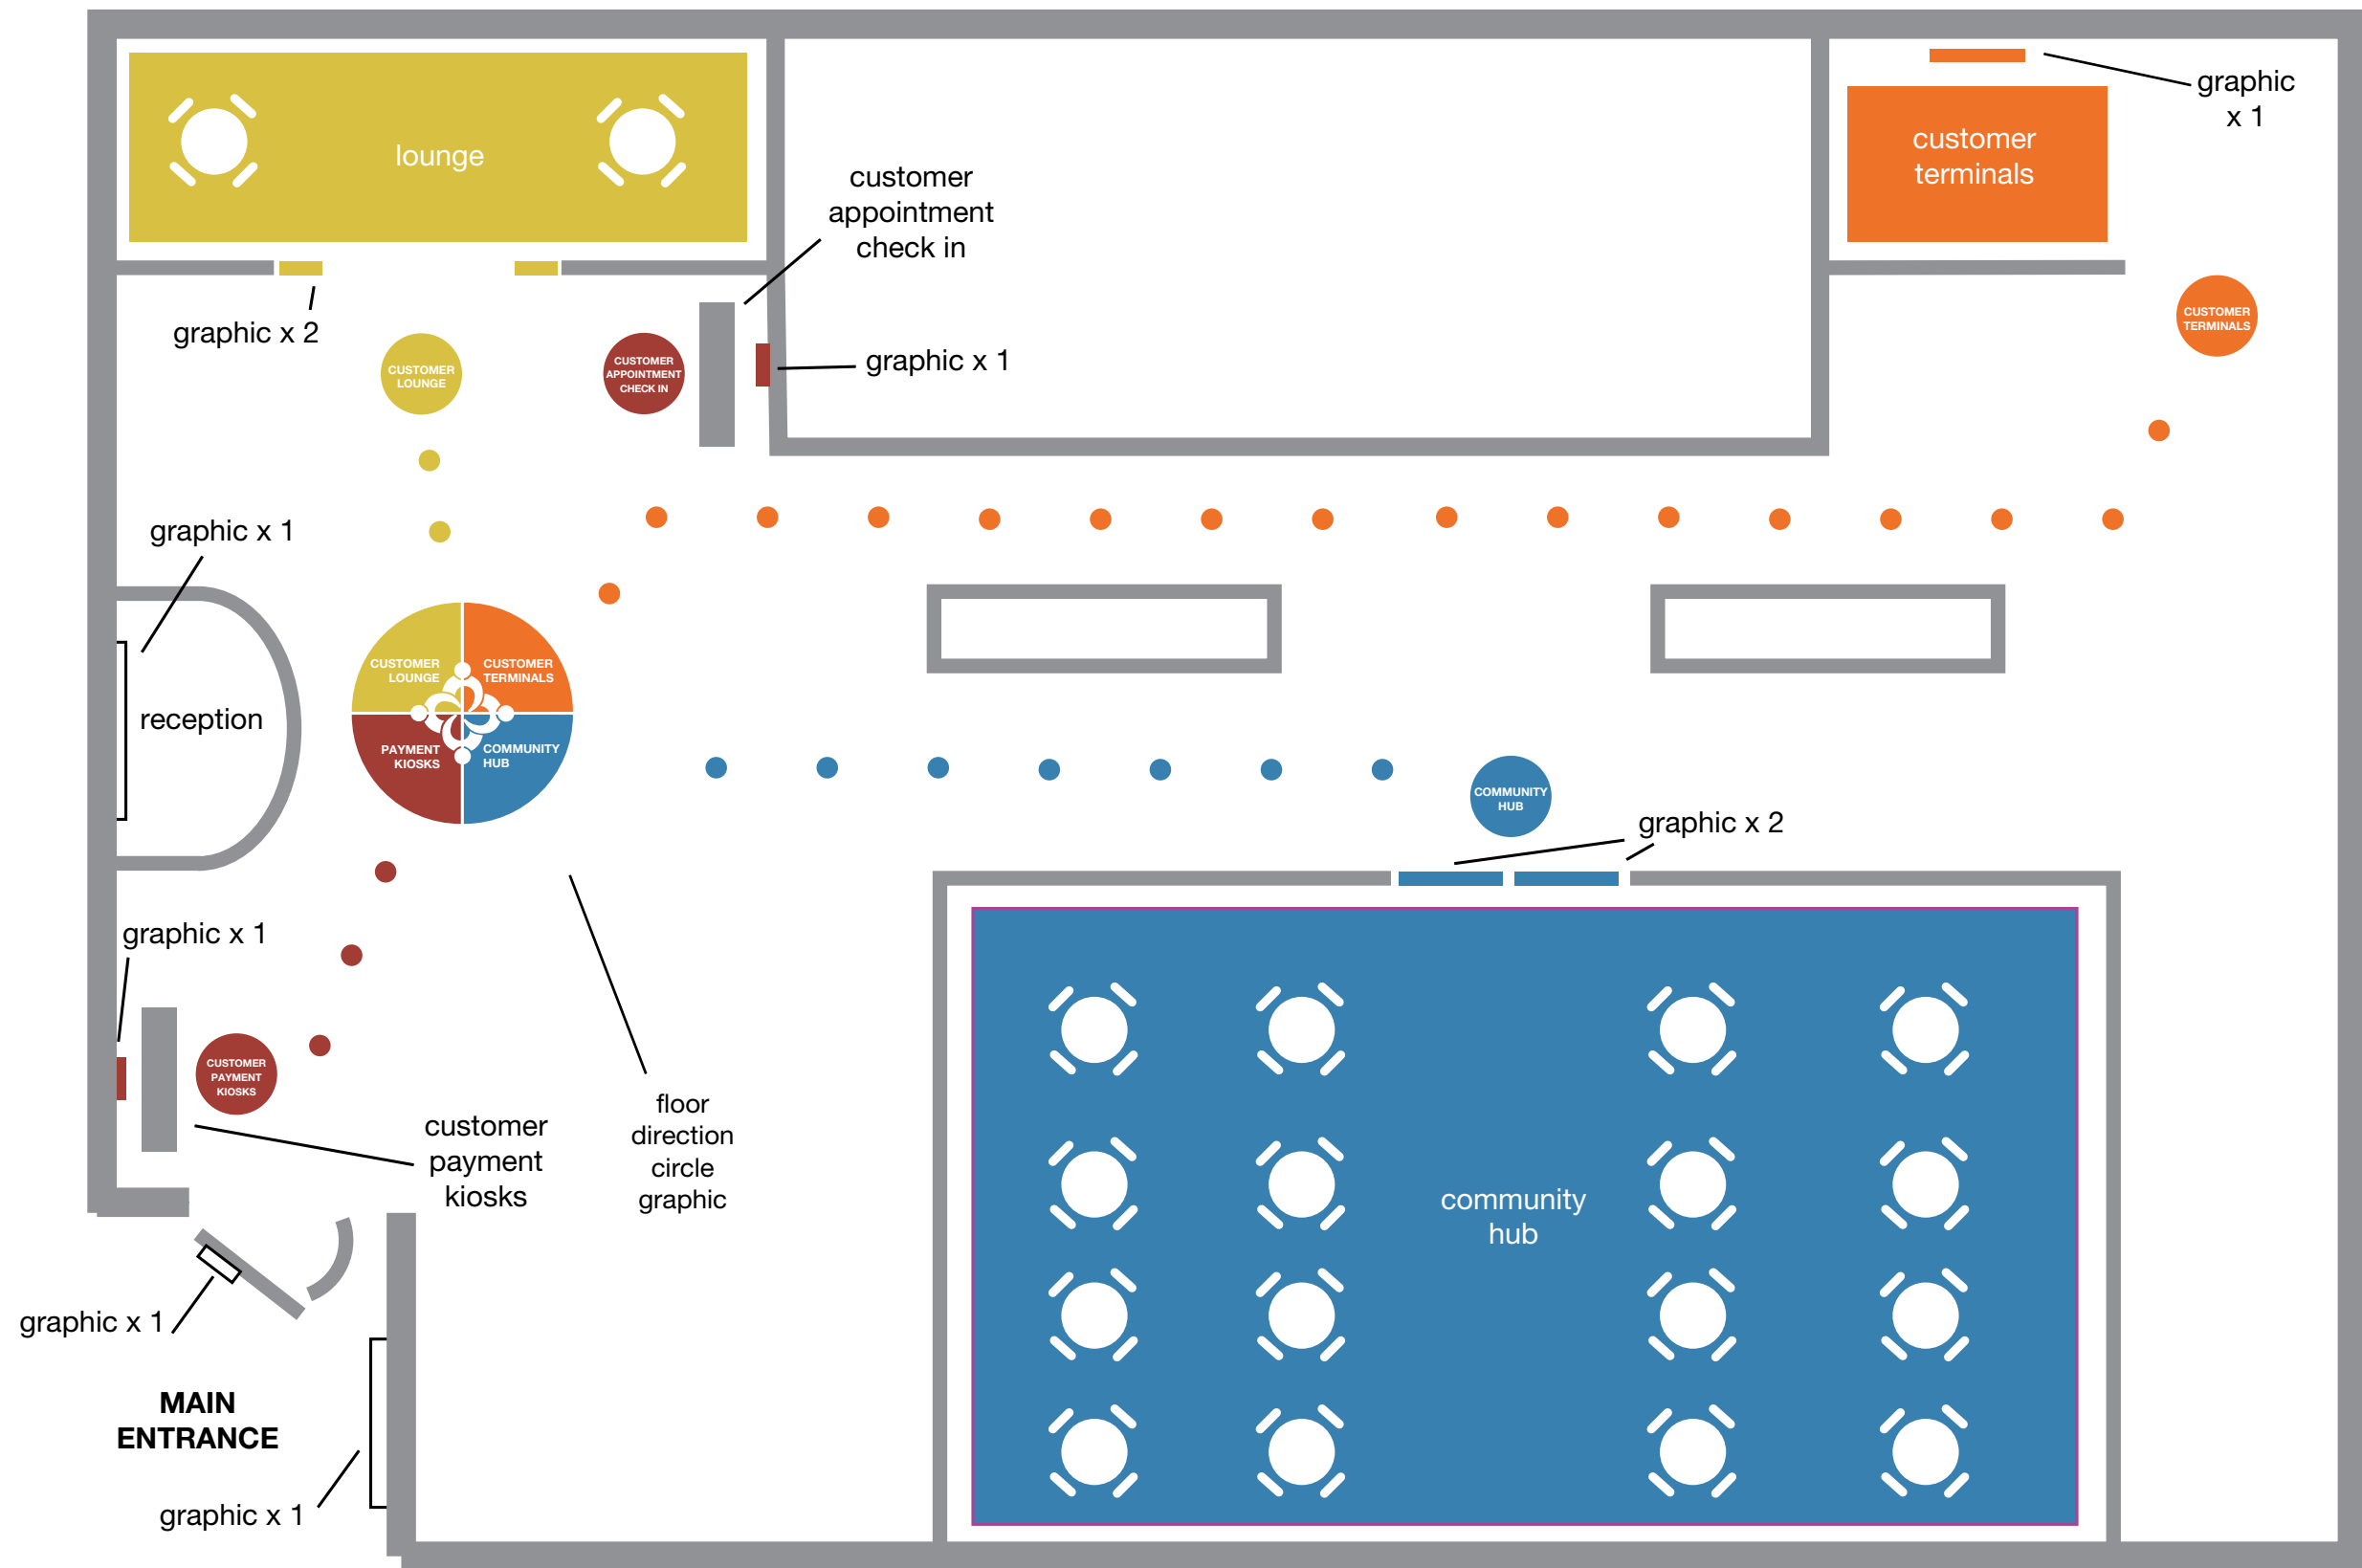 graphic
x 1
customer
terminals
lounge
customer
appointment
check in
graphic x 2
CUSTOMER
TERMINALS
CUSTOMER
LOUNGE
CUSTOMER
APPOINTMENT
CHECK IN
graphic x 1
graphic x 1
reception
CUSTOMER
LOUNGE
CUSTOMER
TERMINALS
PAYMENT
KIOSKS
COMMUNITY
HUB
COMMUNITY
HUB
graphic x 2
graphic x 1
CUSTOMER
PAYMENT
KIOSKS
customer
payment
kiosks
floor
direction
circle
graphic
community
hub
graphic x 1
MAIN
ENTRANCE
graphic x 1